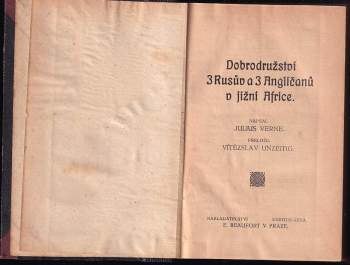 Dobrodružství
3 Rusův a 3 Angličanů
v jižní Africe.
NAPSAL
JULIUS VERNE.
PŘELOŽIL
VÍTĚZSLAV UNZEITIG.
NAKLADATELSTVÍ
E. BEAUFORT V PRAZE.